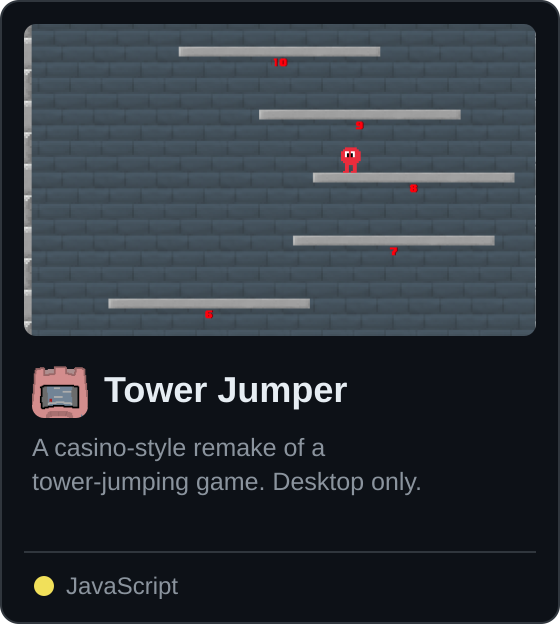 10
9
8
7
6
Tower Jumper
A casino-style remake of a
tower-jumping game. Desktop only.
JavaScript